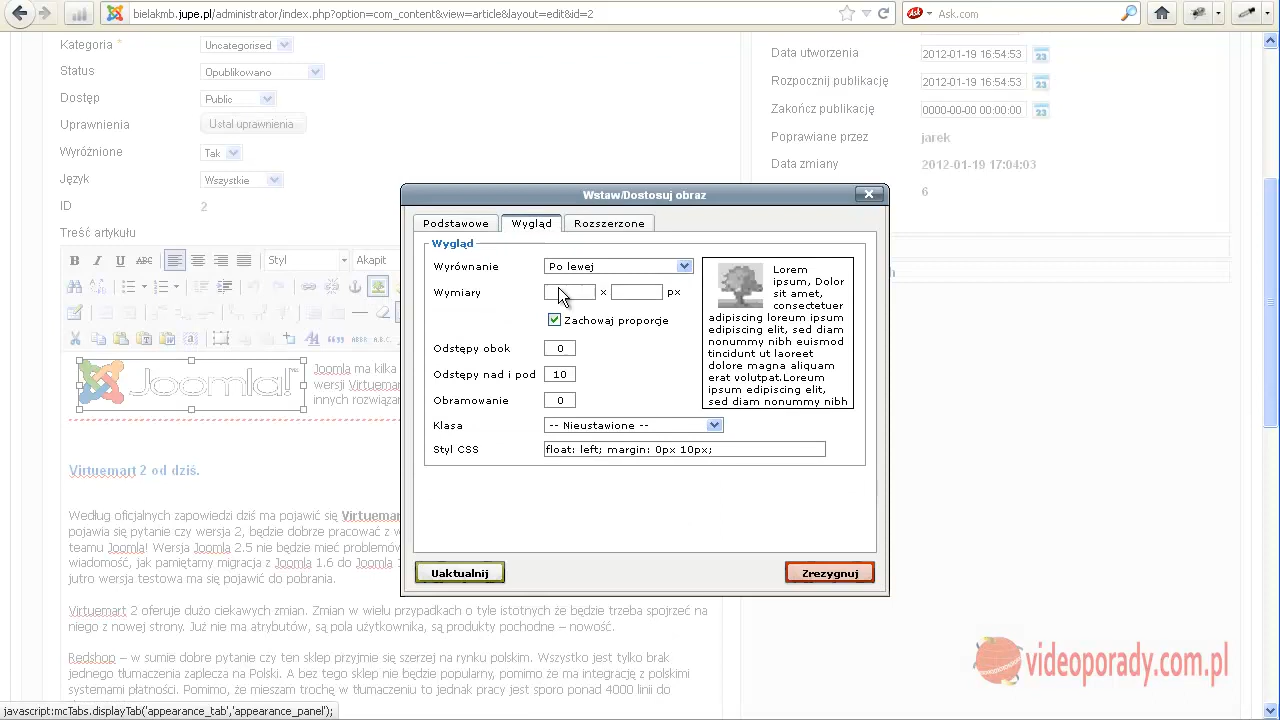 bielakmb.jupe.pl/administrator/index.php?option=com_content&view=article&layout=edit&id=2
Ask.com
Kategoria * Uncategorised
Status Opublikowano
Dostęp Public
Uprawnienia Ustal uprawnienia
Wyróżnione Tak
Język Wszystkie
ID 2
Treść artykułu
Data utworzenia 2012-01-19 16:54:53 23
Rozpocznij publikację 2012-01-19 16:54:53 23
Zakończ publikację 0000-00-00 00:00:00 23
Poprawiane przez jarek
Data zmiany 2012-01-19 17:04:03
6
B I U ABC Styl Akapit
Joomla!
Joomla ma kilka
wersji Virtuemar
innych rozwiązar
Virtuemart 2 od dziś.
Według oficjalnych zapowiedzi dziś ma pojawić się Virtuemar
pojawia się pytanie czy wersja 2, będzie dobrze pracować z w
teamu Joomla! Wersja Joomla 2.5 nie będzie mieć problemów
wiadomość, jak pamiętamy migracja z Joomla 1.6 do Joomla 1
jutro wersja testowa ma się pojawić do pobrania.
Virtuemart 2 oferuje dużo ciekawych zmian. Zmian w wielu przypadkach o tyle istotnych że będzie trzeba spojrzeć na
niego z nowej strony. Już nie ma atrybutów, są pola użytkownika, są produkty pochodne – nowość.
Redshop – w sumie dobre pytanie czy ten sklep przyjmie się szerzej na rynku polskim. Wszystko jest tylko brak
jednego tłumaczenia zaplecza na Polski. A bez tego sklep nie będzie popularny, pomimo że ma integrację z polskimi
systemami płatności. Pomimo, że mieszam trochę w tłumaczeniu to jednak pracy jest sporo ponad 4000 linii do
Wstaw/Dostosuj obraz
Podstawowe Wygląd Rozszerzone
Wygląd
Wyrównanie Po lewej
Wymiary x px
Zachowaj proporcje
Odstępy obok 0
Odstępy nad i pod 10
Obramowanie 0
Klasa -- Nieustawione --
Styl CSS float: left; margin: 0px 10px;
Lorem
ipsum, Dolor
sit amet,
consectetuer
adipiscing loreum ipsum
edipiscing elit, sed diam
nonummy nibh euismod
tincidunt ut laoreet
dolore magna aliquam
erat volutpat.Loreum
ipsum edipiscing elit,
sed diam nonummy nibh
Uaktualnij Zrezygnuj
videoporady.com.pl
javascript:mcTabs.displayTab('appearance_tab','appearance_panel');